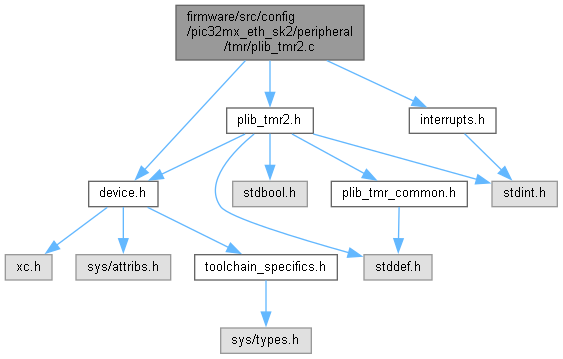 firmware/src/config
/pic32mx_eth_sk2/peripheral
/tmr/plib_tmr2.c
plib_tmr2.h
interrupts.h
device.h
stdbool.h
plib_tmr_common.h
stdint.h
xc.h
sys/attribs.h
toolchain_specifics.h
stddef.h
sys/types.h